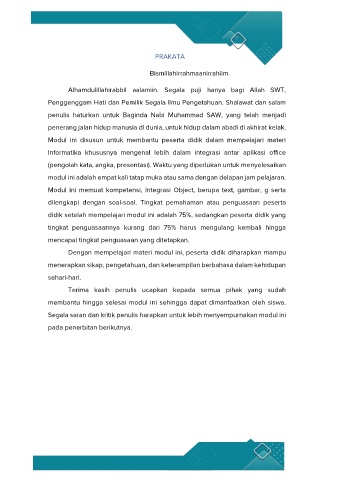 PRAKATA
Bismillahirrahmaanirrahiim.
Alhamdulillahirabbil aalamiin. Segala puji hanya bagi Allah SWT,
Penggenggam Hati dan Pemilik Segala Ilmu Pengetahuan. Shalawat dan salam
penulis haturkan untuk Baginda Nabi Muhammad SAW, yang telah menjadi
penerang jalan hidup manusia di dunia, untuk hidup dalam abadi di akhirat kelak.
Modul ini disusun untuk membantu peserta didik dalam mempelajari materi
Informatika khususnya mengenal lebih dalam integrasi antar aplikasi office
(pengolah kata, angka, presentasi). Waktu yang diperlukan untuk menyelesaikan
modul ini adalah empat kali tatap muka atau sama dengan delapan jam pelajaran.
Modul ini memuat kompetensi; Integrasi Object, berupa text, gambar, g serta
dilengkapi dengan soal-soal. Tingkat pemahaman atau penguasaan peserta
didik setelah mempelajari modul ini adalah 75%, sedangkan peserta didik yang
tingkat penguasaannya kurang dari 75% harus mengulang kembali hingga
mencapai tingkat penguasaan yang ditetapkan.
Dengan mempelajari materi modul ini, peserta didik diharapkan mampu
menerapkan sikap, pengetahuan, dan keterampilan berbahasa dalam kehidupan
sehari-hari.
Terima kasih penulis ucapkan kepada semua pihak yang sudah
membantu hingga selesai modul ini sehingga dapat dimanfaatkan oleh siswa.
Segala saran dan kritik penulis harapkan untuk lebih menyempurnakan modul ini
pada penerbitan berikutnya.